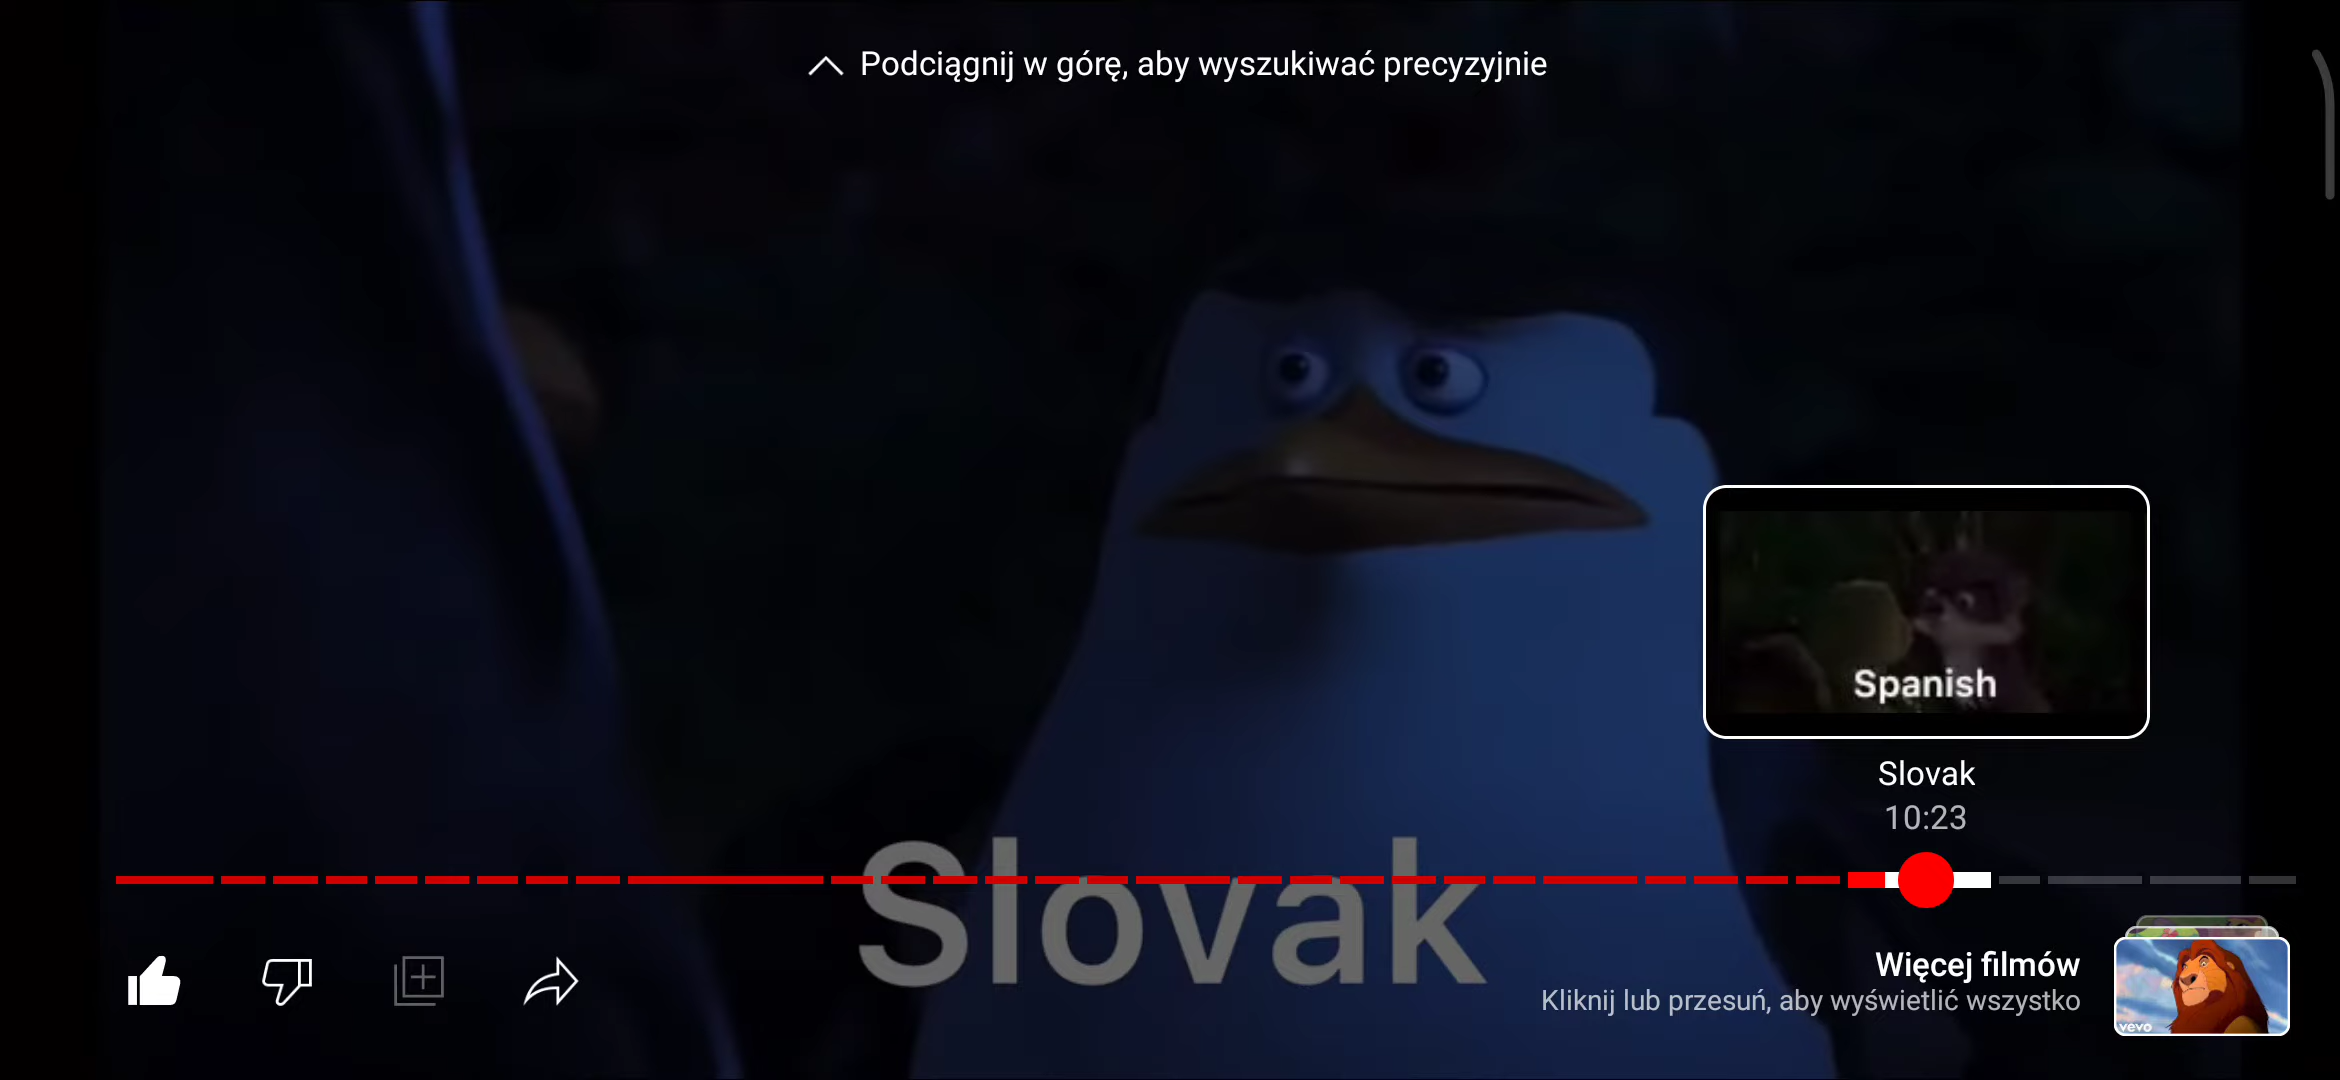 Podciągnij w górę, aby wyszukiwać precyzyjnie
Spanish
Slovak
10:23
Slovak
Więcej filmów
Kliknij lub przesuń, aby wyświetlić wszystko
vevo